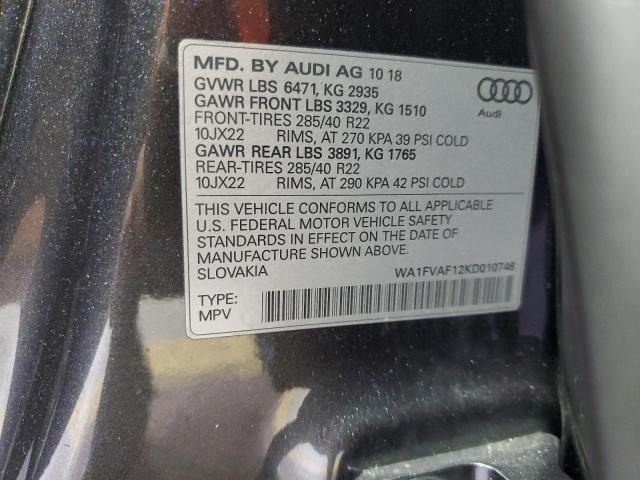 MFD. BY AUDI AG 10 18
GVWR LBS 6471, KG 2935
GAWR FRONT LBS 3329, KG 1510
FRONT-TIRES 285/40 R22
10JX22 RIMS, AT 270 KPA 39 PSI COLD
GAWR REAR LBS 3891, KG 1765
REAR-TIRES 285/40 R22
10JX22 RIMS, AT 290 KPA 42 PSI COLD
Audi
THIS VEHICLE CONFORMS TO ALL APPLICABLE
U.S. FEDERAL MOTOR VEHICLE SAFETY
STANDARDS IN EFFECT ON THE DATE OF
MANUFACTURE SHOWN ABOVE.
SLOVAKIA WA1FVAF12KD010746
TYPE:
MPV